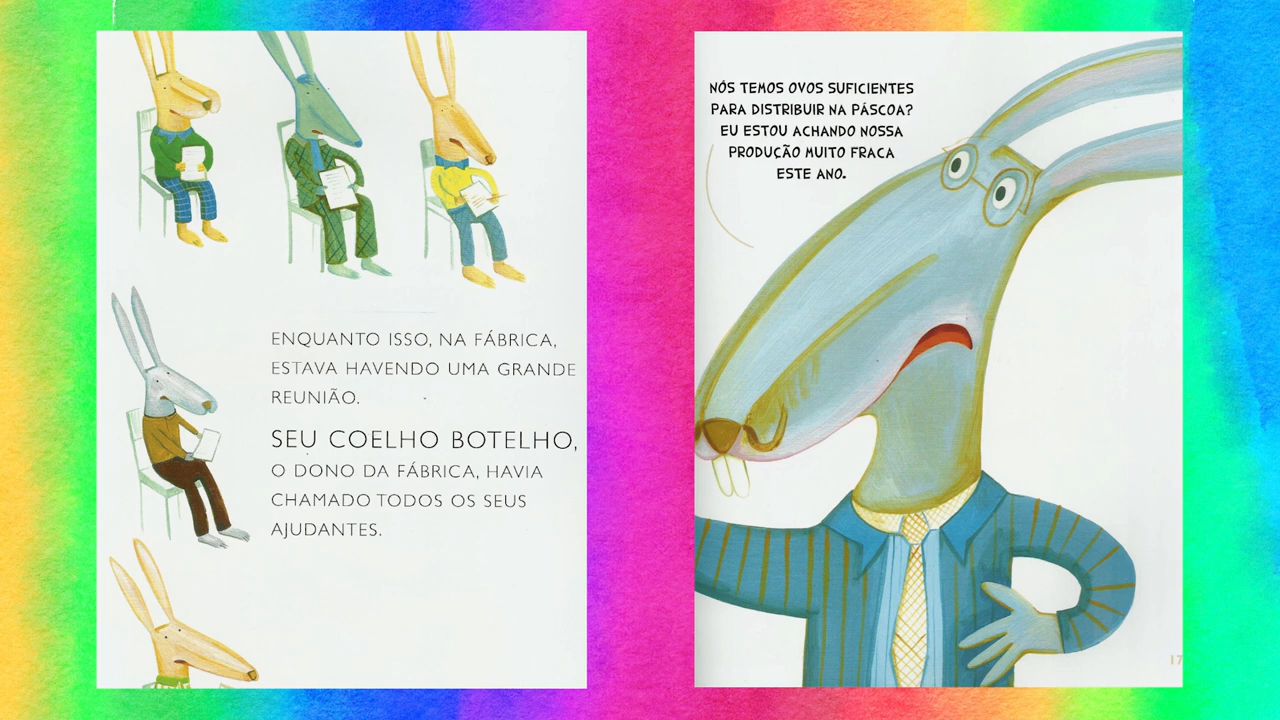 ENQUANTO ISSO, NA FÁBRICA,
ESTAVA HAVENDO UMA GRANDE
REUNIÃO.
SEU COELHO BOTELHO,
O DONO DA FÁBRICA, HAVIA
CHAMADO TODOS OS SEUS
AJUDANTES.
NÓS TEMOS OVOS SUFICIENTES
PARA DISTRIBUIR NA PÁSCOA?
EU ESTOU ACHANDO NOSSA
PRODUÇÃO MUITO FRACA
ESTE ANO.
17